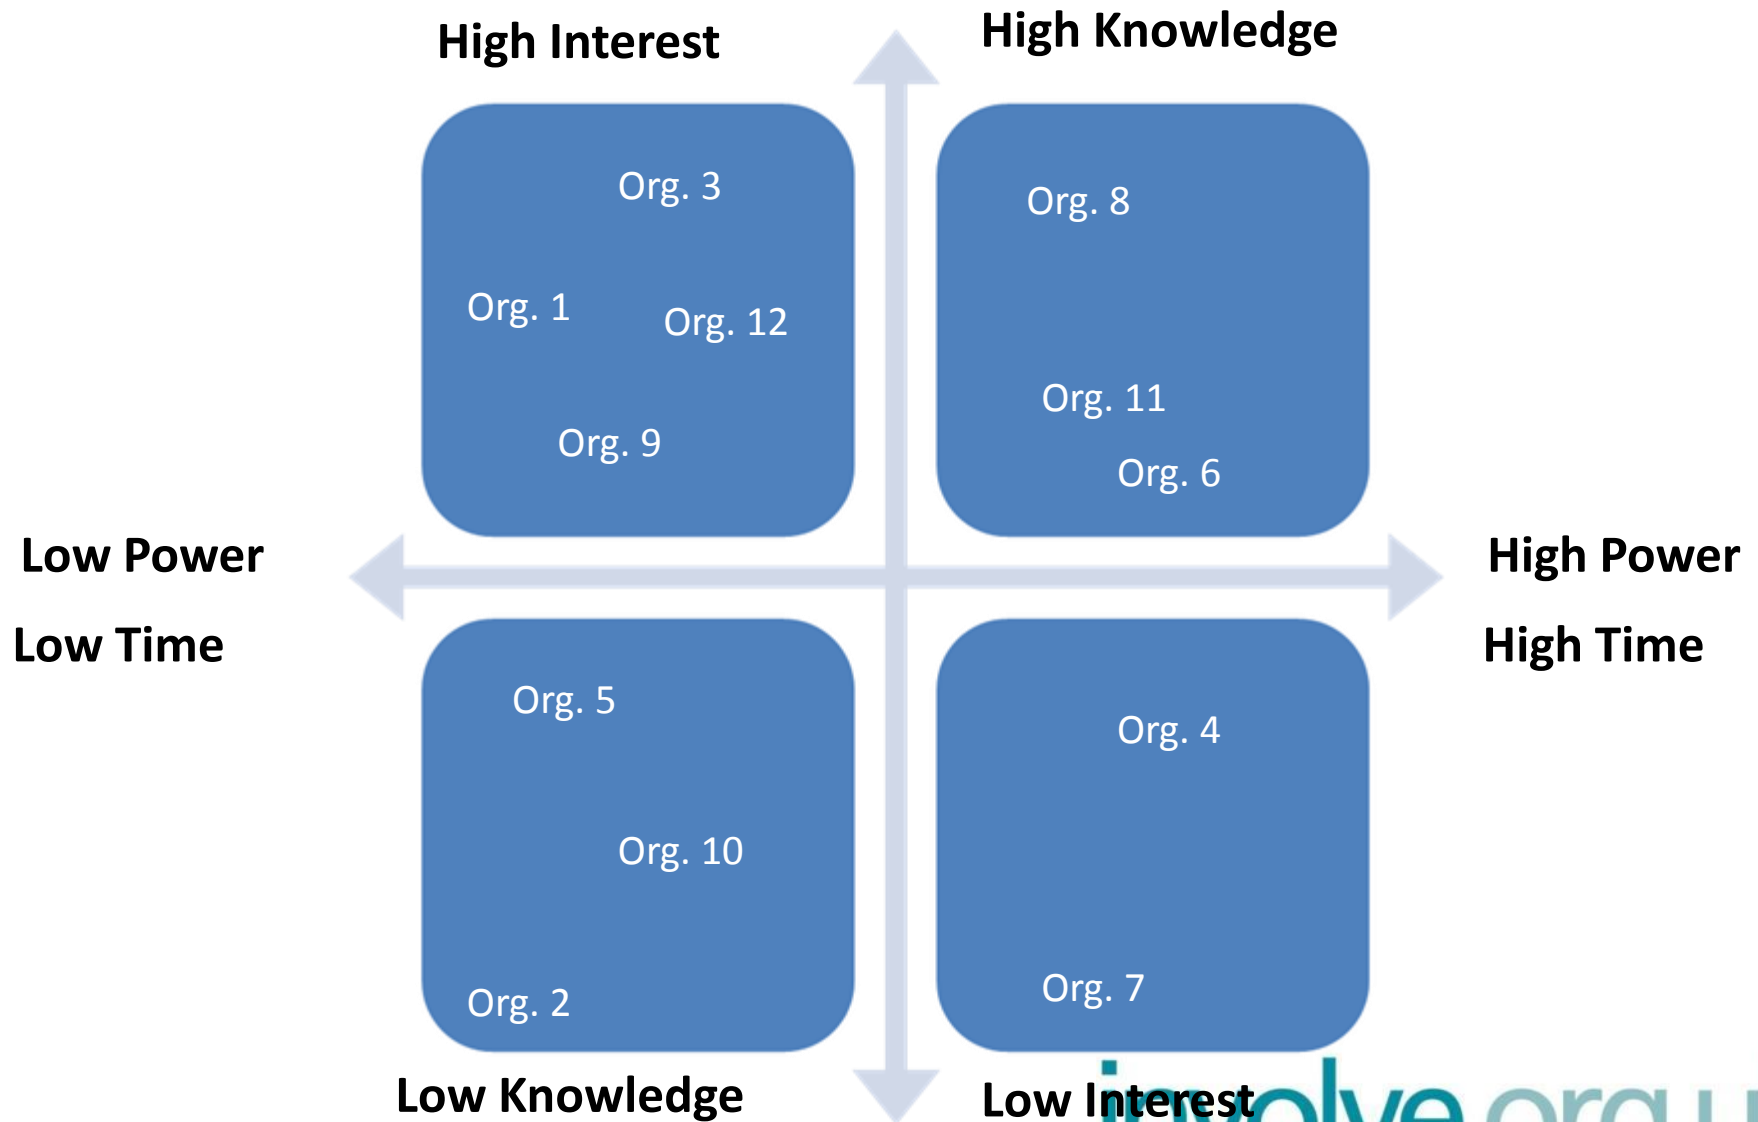 High Interest
High Knowledge
Org. 3
Org. 8
Org. 1
Org. 12
Org. 11
Org. 9
Org. 6
Low Power
High Power
Low Time
High Time
Org. 5
Org. 4
Org. 10
Org. 7
Org. 2
Low Knowledge
Low Interest
involve.org.u